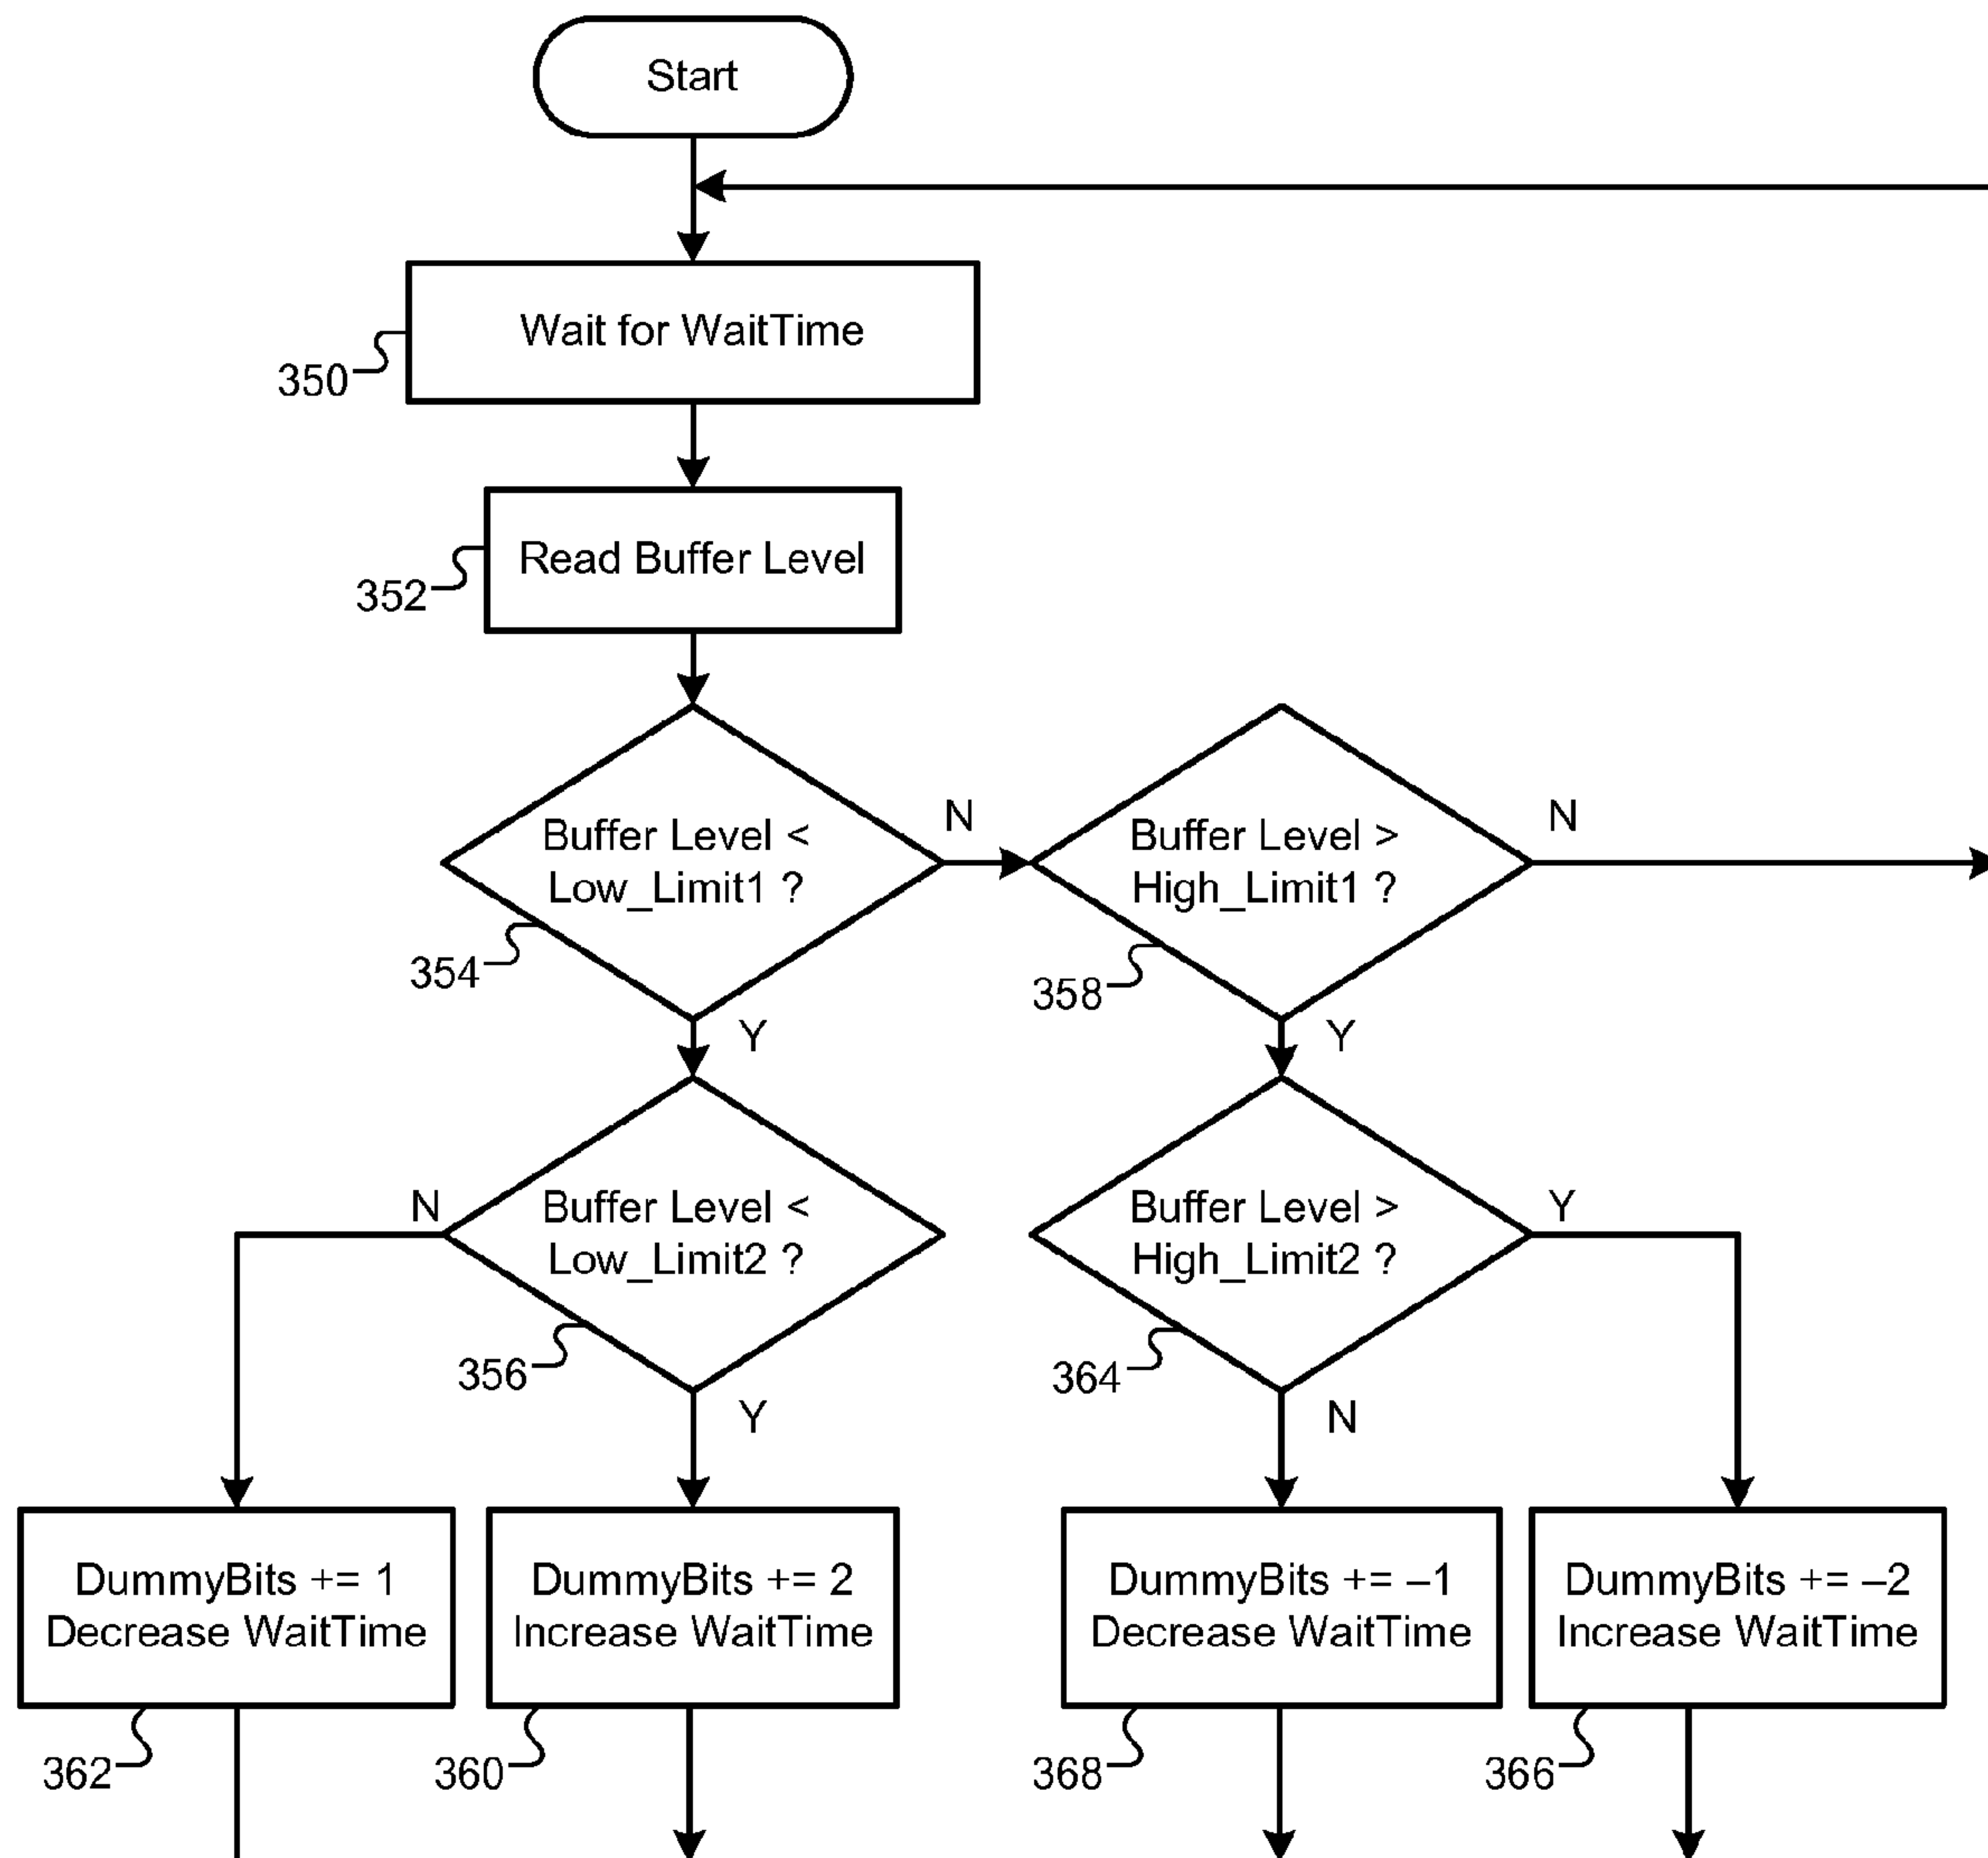 Start
Wait for WaitTime
350
Read Buffer Level
352
Buffer Level <
Low_Limit1 ?
N
354
Y
Buffer Level >
High_Limit1 ?
N
358
Y
Buffer Level <
Low_Limit2 ?
N
356
Y
Buffer Level >
High_Limit2 ?
Y
364
N
DummyBits += 1
Decrease WaitTime
362
DummyBits += 2
Increase WaitTime
360
DummyBits += –1
Decrease WaitTime
368
DummyBits += –2
Increase WaitTime
366